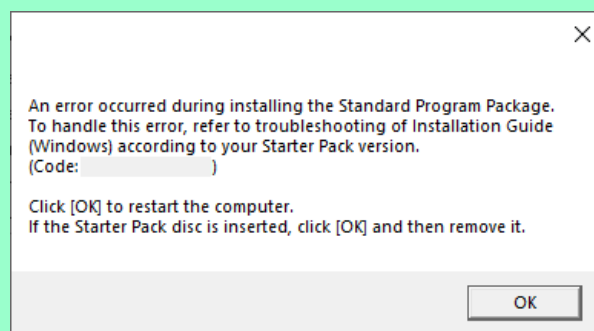 An error occurred during installing the Standard Program Package.
To handle this error, refer to troubleshooting of Installation Guide
(Windows) according to your Starter Pack version.
(Code: )
Click [OK] to restart the computer.
If the Starter Pack disc is inserted, click [OK] and then remove it.
OK